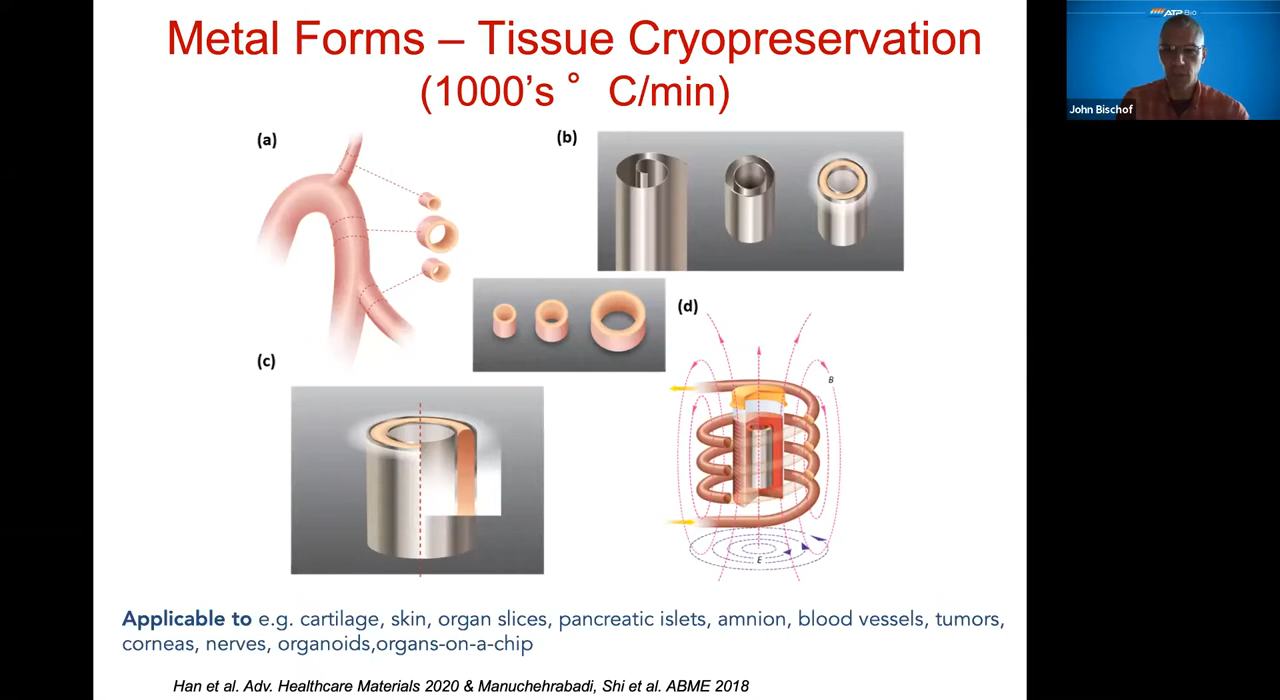 Metal Forms – Tissue Cryopreservation
(1000's ° C/min)
ATP Bio
John Bischof
(a)
(b)
(c)
(d)
B
E
Applicable to e.g. cartilage, skin, organ slices, pancreatic islets, amnion, blood vessels, tumors,
corneas, nerves, organoids,organs-on-a-chip
Han et al. Adv. Healthcare Materials 2020 & Manuchehrabadi, Shi et al. ABME 2018